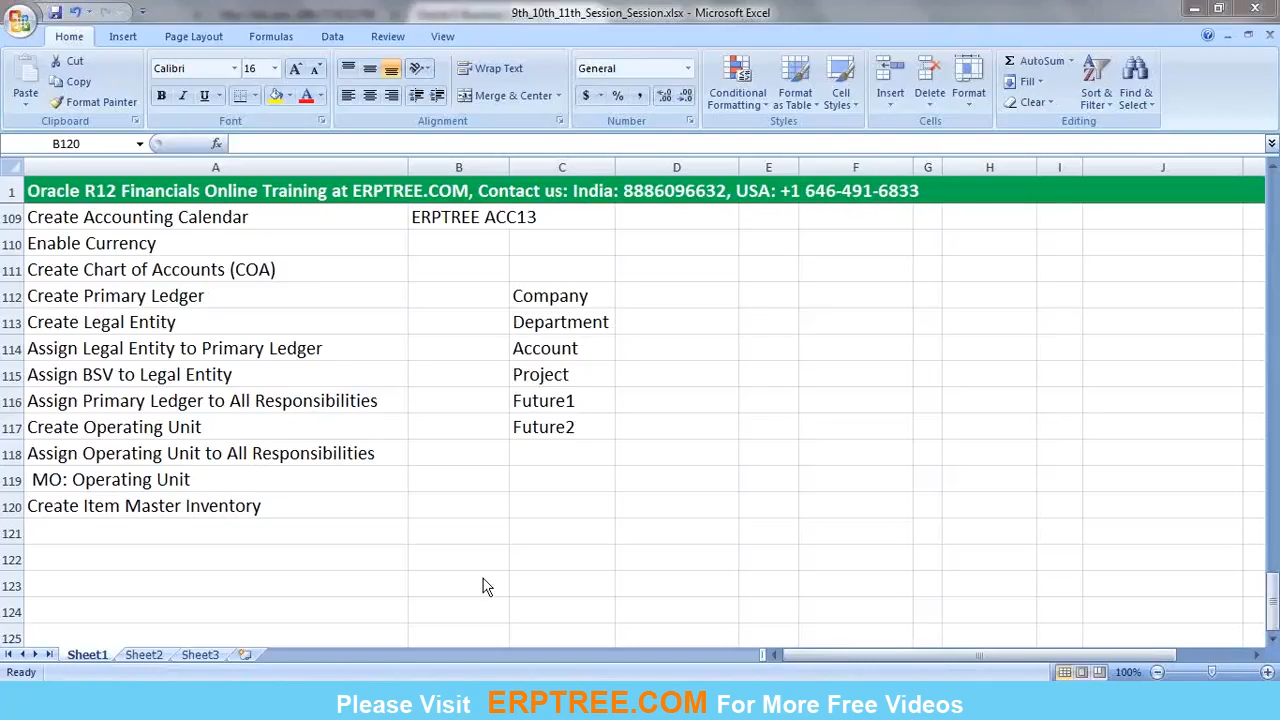 9th_10th_11th_Session_Session.xlsx - Microsoft Excel
Home Insert Page Layout Formulas Data Review View
Paste Cut Copy Format Painter Clipboard
Calibri 16 Font
Wrap Text Merge & Center Alignment
General Number
Conditional Formatting Format as Table Cell Styles Styles
Insert Delete Format Cells
AutoSum Fill Clear Sort & Filter Find & Select Editing
B120 fx
A B C D E F G H I J
1 Oracle R12 Financials Online Training at ERPTREE.COM, Contact us: India: 8886096632, USA: +1 646-491-6833
109 Create Accounting Calendar ERPTREE ACC13
110 Enable Currency
111 Create Chart of Accounts (COA)
112 Create Primary Ledger Company
113 Create Legal Entity Department
114 Assign Legal Entity to Primary Ledger Account
115 Assign BSV to Legal Entity Project
116 Assign Primary Ledger to All Responsibilities Future1
117 Create Operating Unit Future2
118 Assign Operating Unit to All Responsibilities
119 MO: Operating Unit
120 Create Item Master Inventory
121
122
123
124
125
Sheet1 Sheet2 Sheet3
Ready 100%
Please Visit ERPTREE.COM For More Free Videos